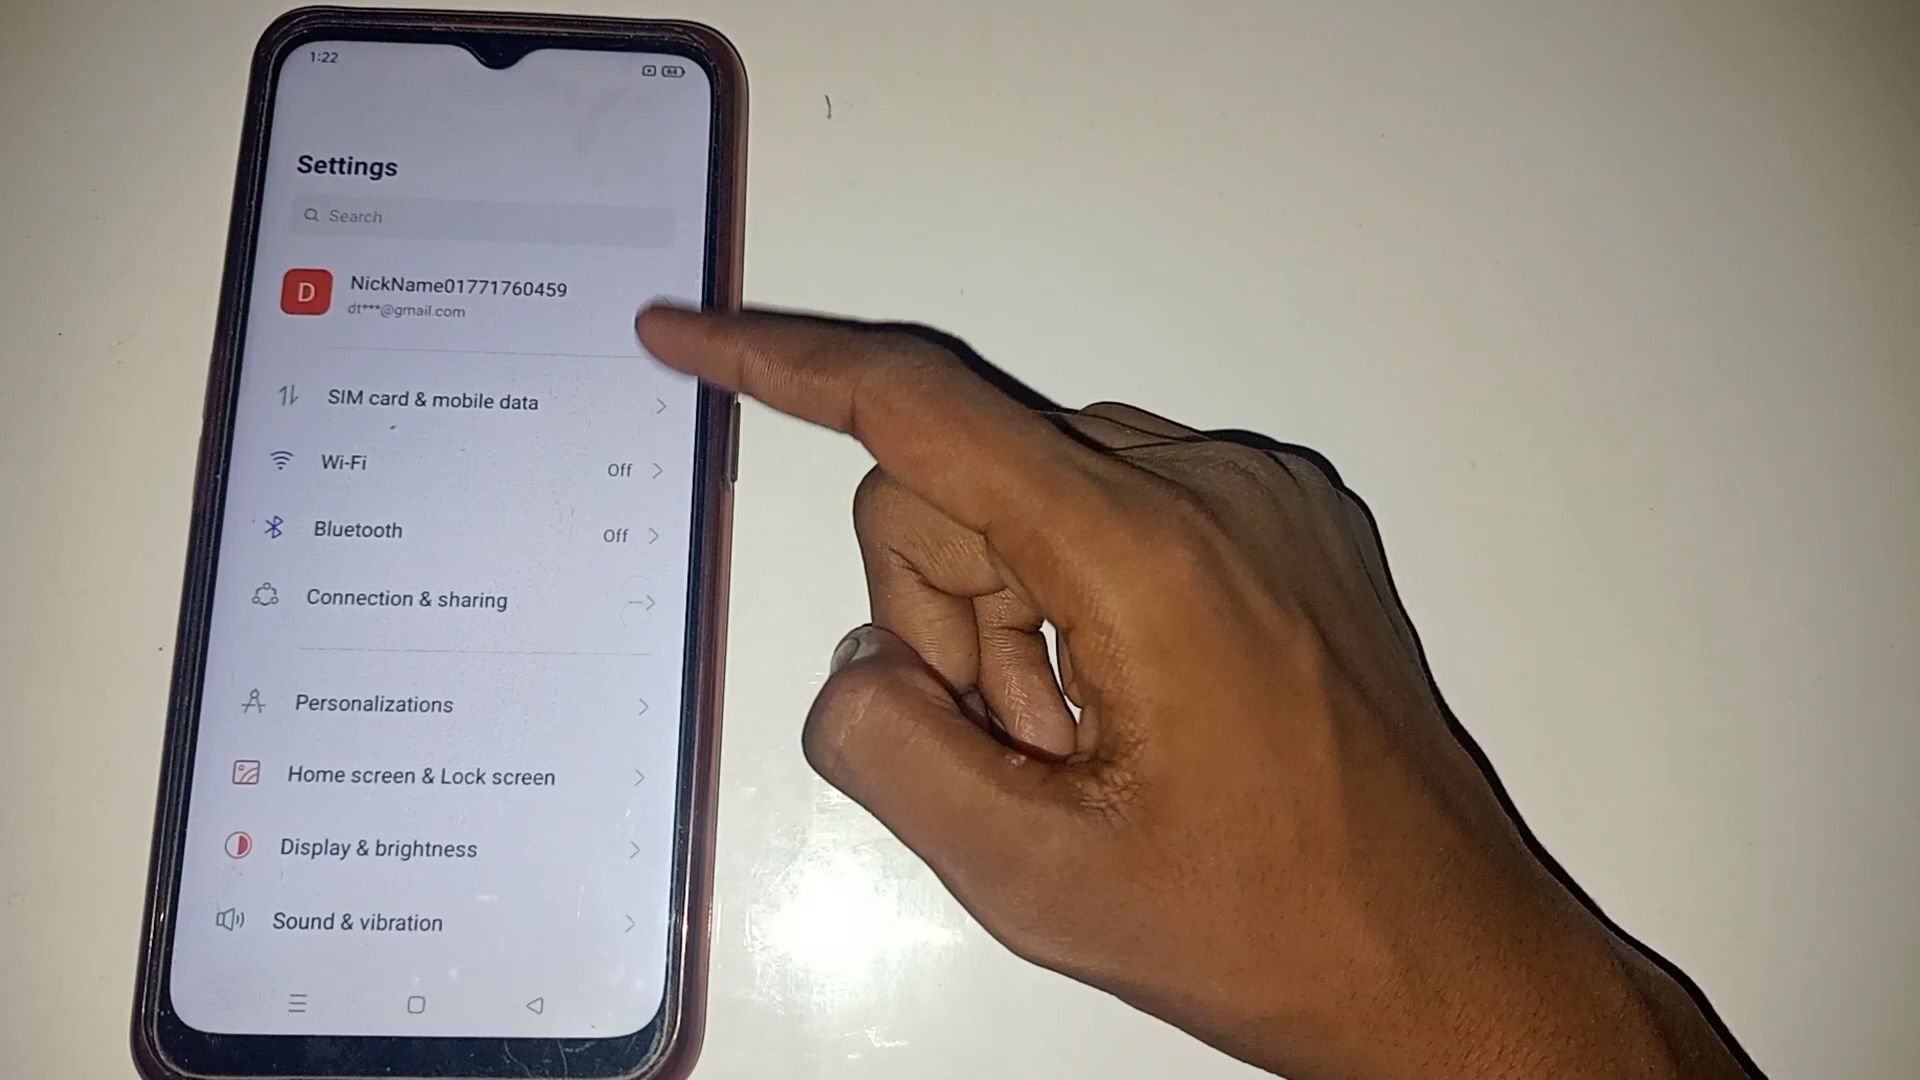 1:22
64
Settings
Search
D
NickName01771760459
dt***@gmail.com
SIM card & mobile data
Wi-Fi Off
Bluetooth Off
Connection & sharing
Personalizations
Home screen & Lock screen
Display & brightness
Sound & vibration